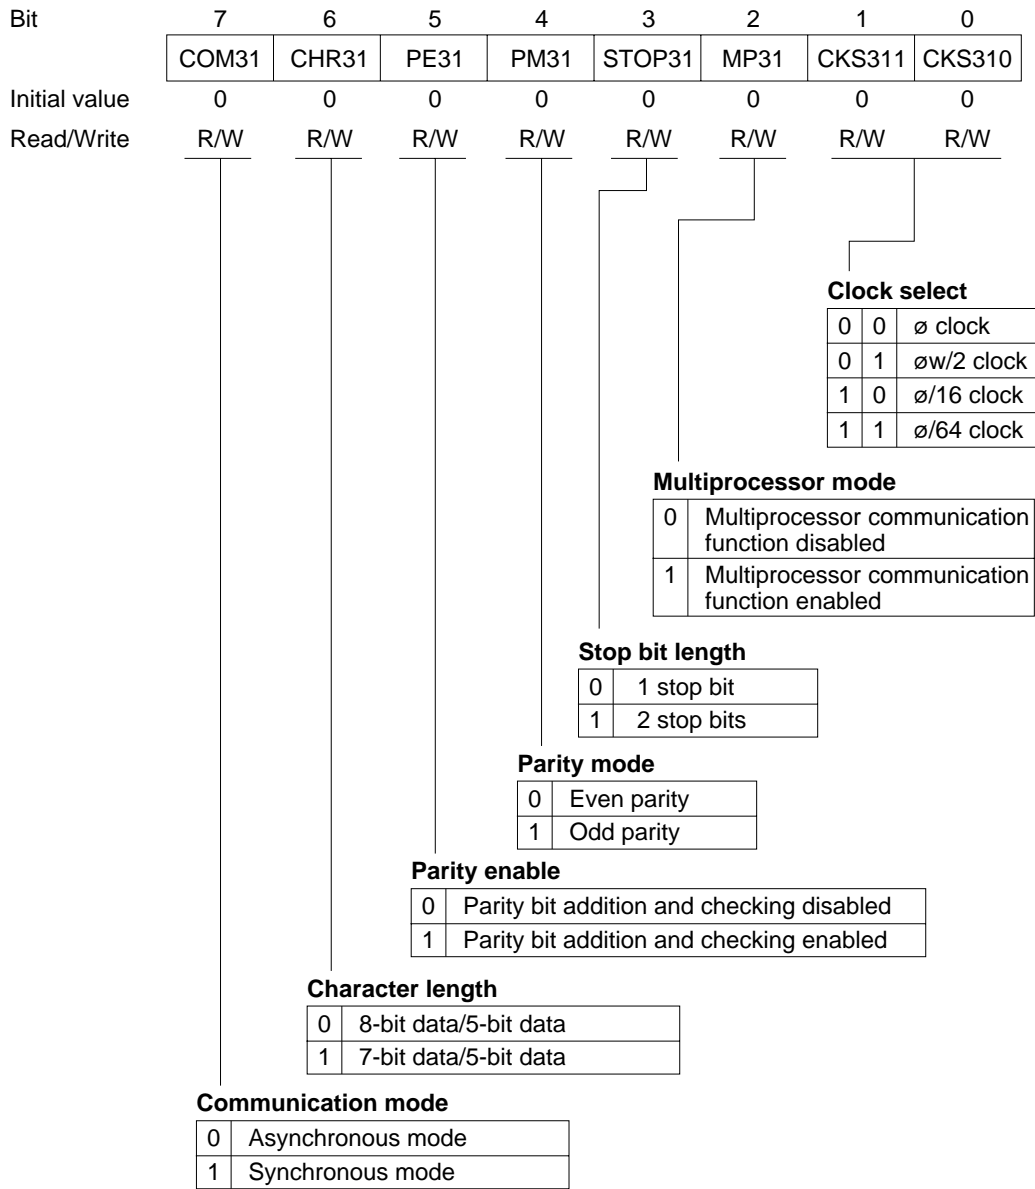 Bit 7 6 5 4 3 2 1 0
COM31 CHR31 PE31 PM31 STOP31 MP31 CKS311 CKS310
Initial value 0 0 0 0 0 0 0 0
Read/Write R/W R/W R/W R/W R/W R/W R/W R/W
Clock select
0 0 ø clock
0 1 øw/2 clock
1 0 ø/16 clock
1 1 ø/64 clock
Multiprocessor mode
0 Multiprocessor communication
function disabled
1 Multiprocessor communication
function enabled
Stop bit length
0 1 stop bit
1 2 stop bits
Parity mode
0 Even parity
1 Odd parity
Parity enable
0 Parity bit addition and checking disabled
1 Parity bit addition and checking enabled
Character length
0 8-bit data/5-bit data
1 7-bit data/5-bit data
Communication mode
0 Asynchronous mode
1 Synchronous mode